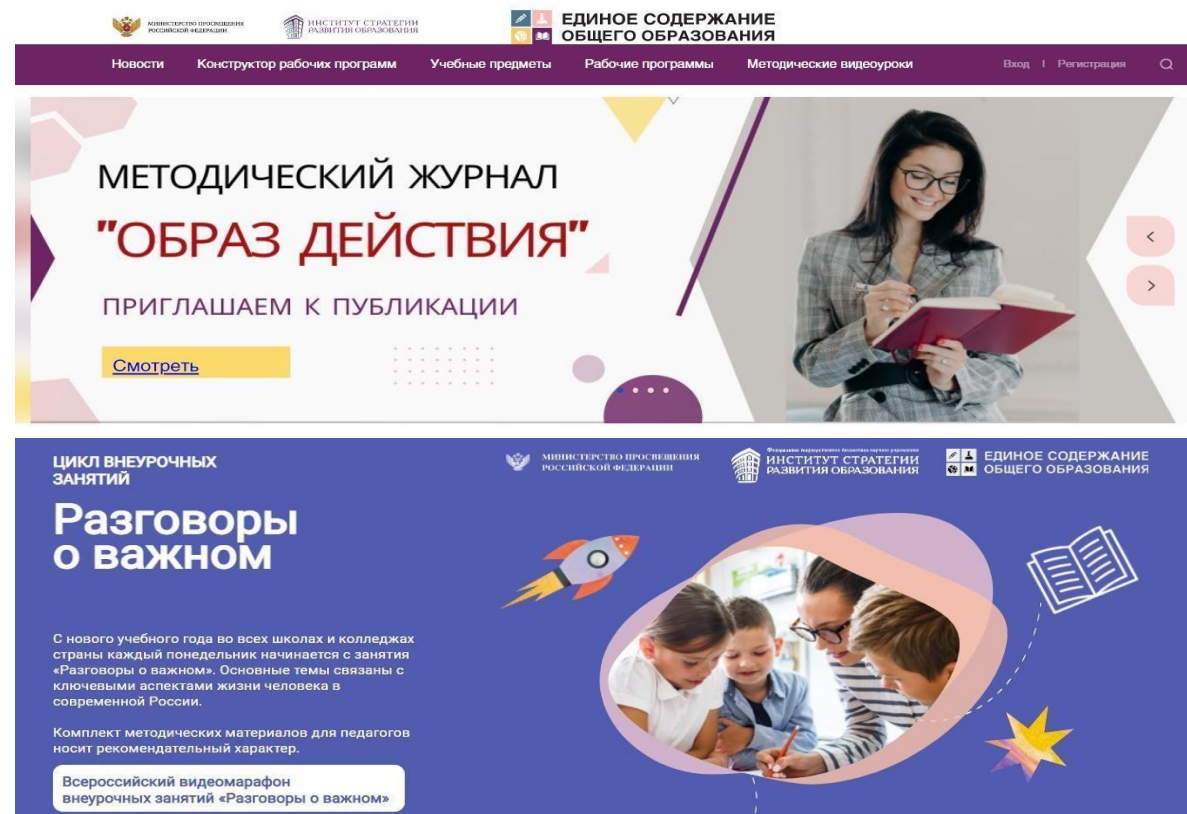 МИНИСТЕРСТВО ПРОСВЕЩЕНИЯ
РОССИЙСКОЙ ФЕДЕРАЦИИ
ИНСТИТУТ СТРАТЕГИИ
РАЗВИТИЯ ОБРАЗОВАНИЯ
ЕДИНОЕ СОДЕРЖАНИЕ
ОБЩЕГО ОБРАЗОВАНИЯ
Новости Конструктор рабочих программ Учебные предметы Рабочие программы Методические видеоуроки Вход | Регистрация
МЕТОДИЧЕСКИЙ ЖУРНАЛ
"ОБРАЗ ДЕЙСТВИЯ"
ПРИГЛАШАЕМ К ПУБЛИКАЦИИ
Смотреть
ЦИКЛ ВНЕУРОЧНЫХ
ЗАНЯТИЙ
МИНИСТЕРСТВО ПРОСВЕЩЕНИЯ
РОССИЙСКОЙ ФЕДЕРАЦИИ
ИНСТИТУТ СТРАТЕГИИ
РАЗВИТИЯ ОБРАЗОВАНИЯ
ЕДИНОЕ СОДЕРЖАНИЕ
ОБЩЕГО ОБРАЗОВАНИЯ
Разговоры
о важном
С нового учебного года во всех школах и колледжах
страны каждый понедельник начинается с занятия
«Разговоры о важном». Основные темы связаны с
ключевыми аспектами жизни человека в
современной России.
Комплект методических материалов для педагогов
носит рекомендательный характер.
Всероссийский видеомарафон
внеурочных занятий «Разговоры о важном»